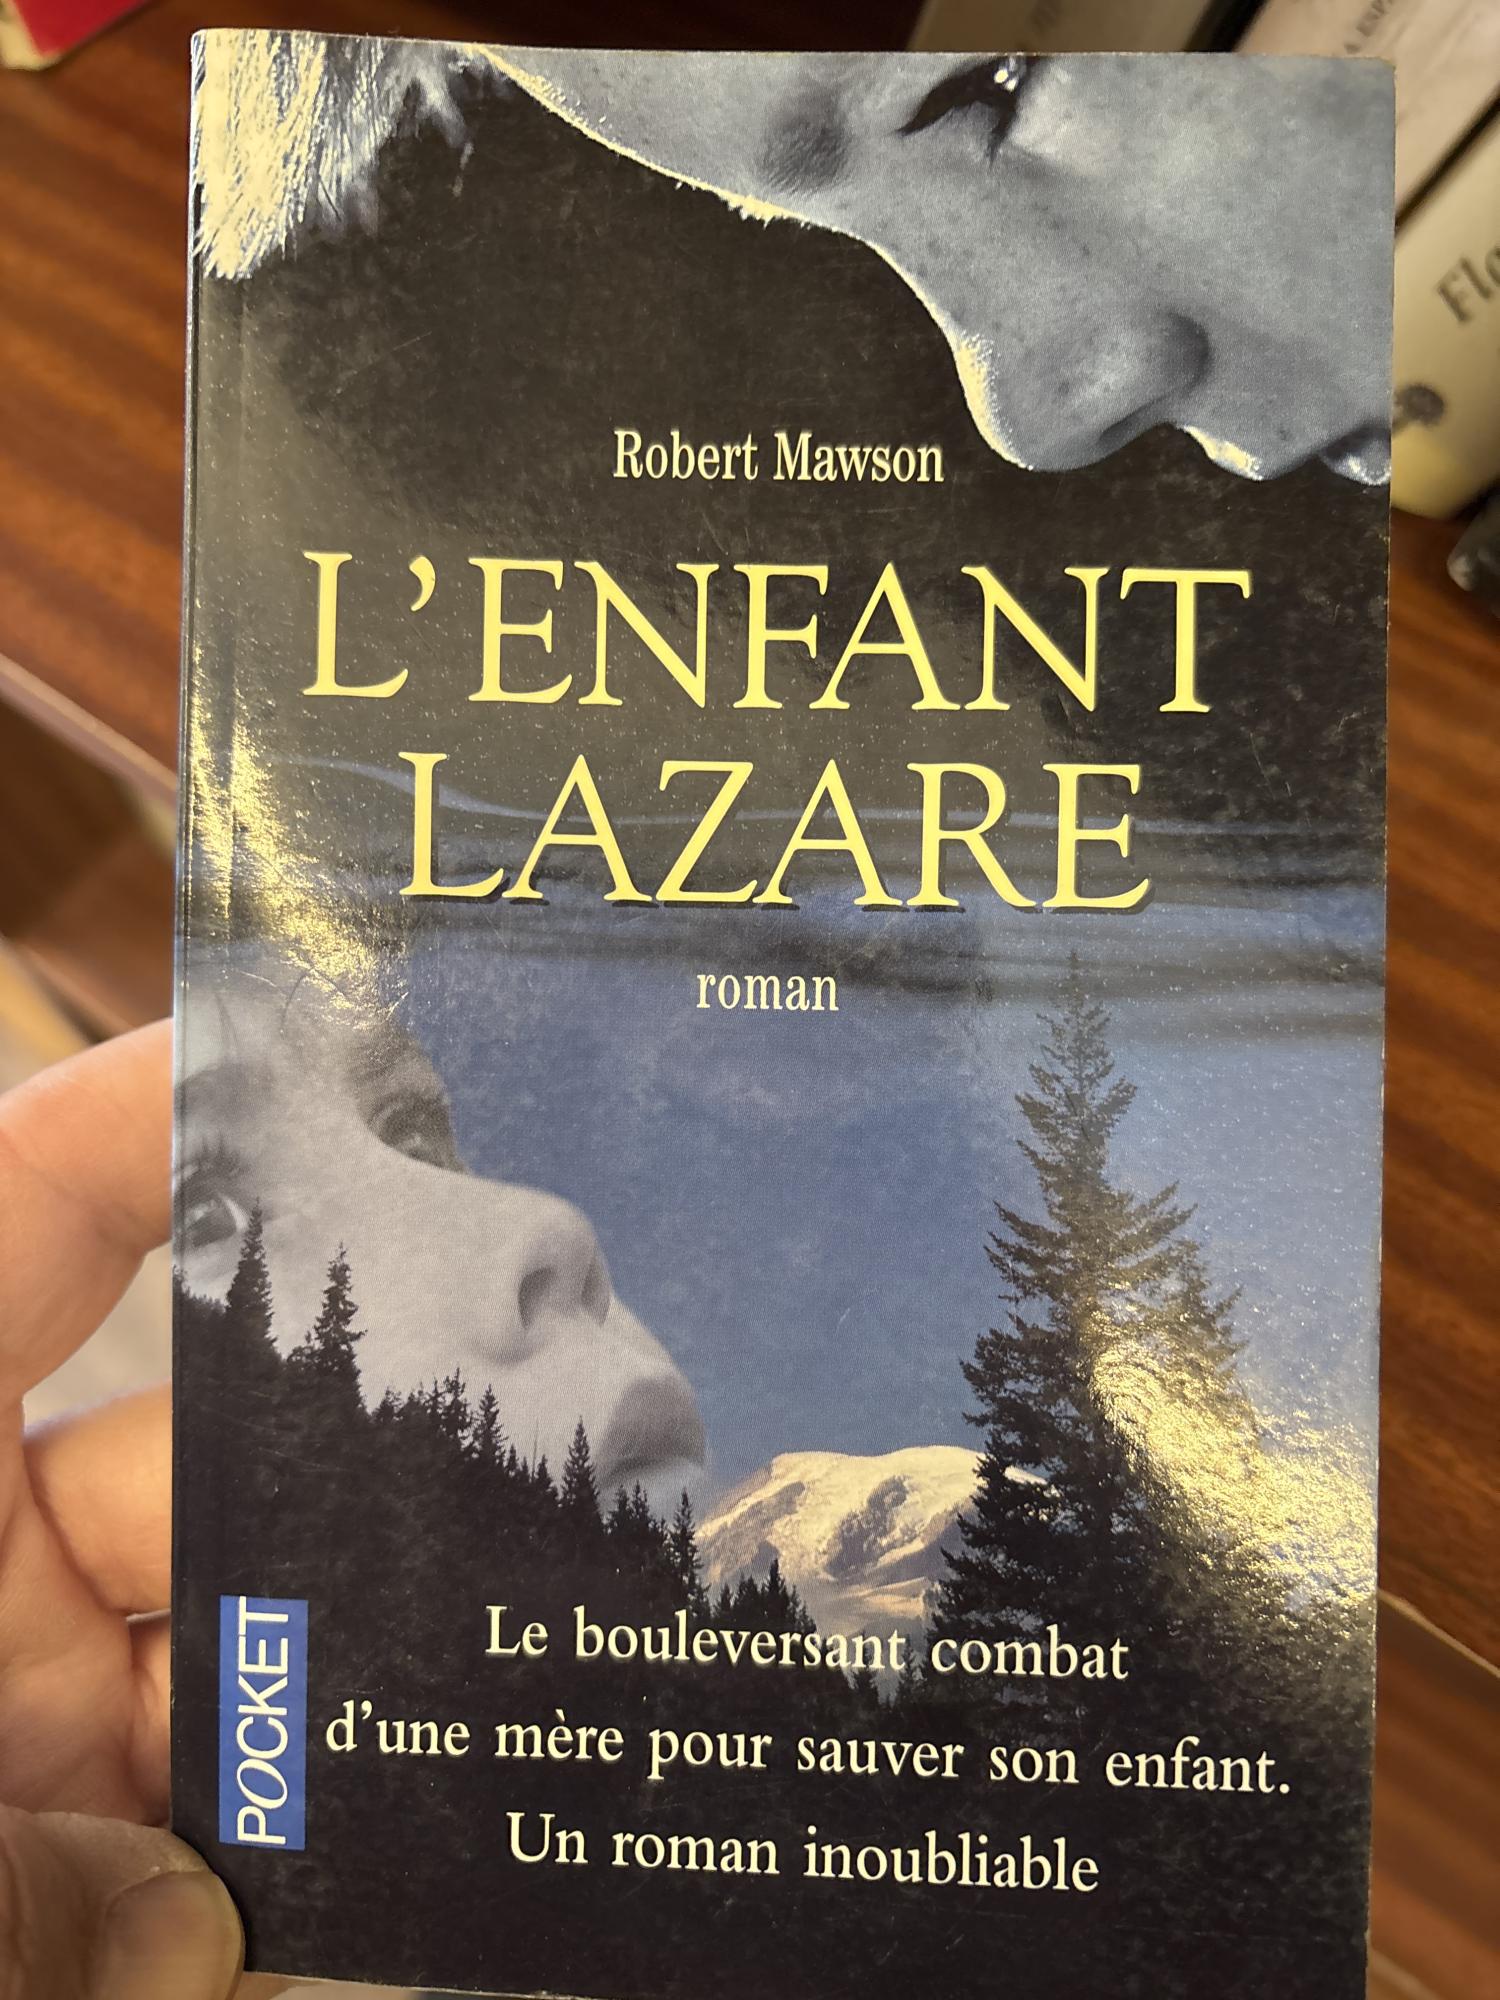 Robert Mawson
L'ENFANT
LAZARE
roman
POCKET
Le bouleversant combat
d'une mère pour sauver son enfant.
Un roman inoubliable